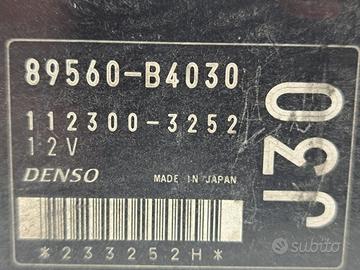 89560-B4030
112300-3252
12V
DENSO
MADE IN JAPAN
*233252H*
J30
subito